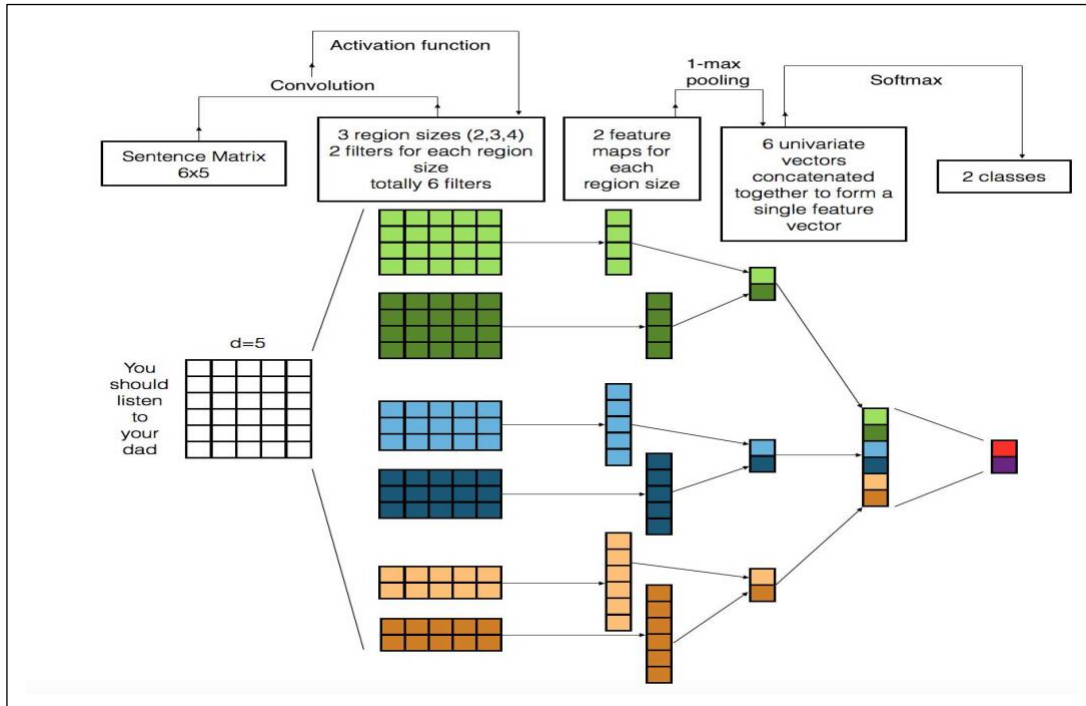 Activation function
Convolution
1-max
pooling
Softmax
Sentence Matrix
6x5
3 region sizes (2,3,4)
2 filters for each region
size
totally 6 filters
2 feature
maps for
each
region size
6 univariate
vectors
concatenated
together to form a
single feature
vector
2 classes
d=5
You
should
listen
to
your
dad